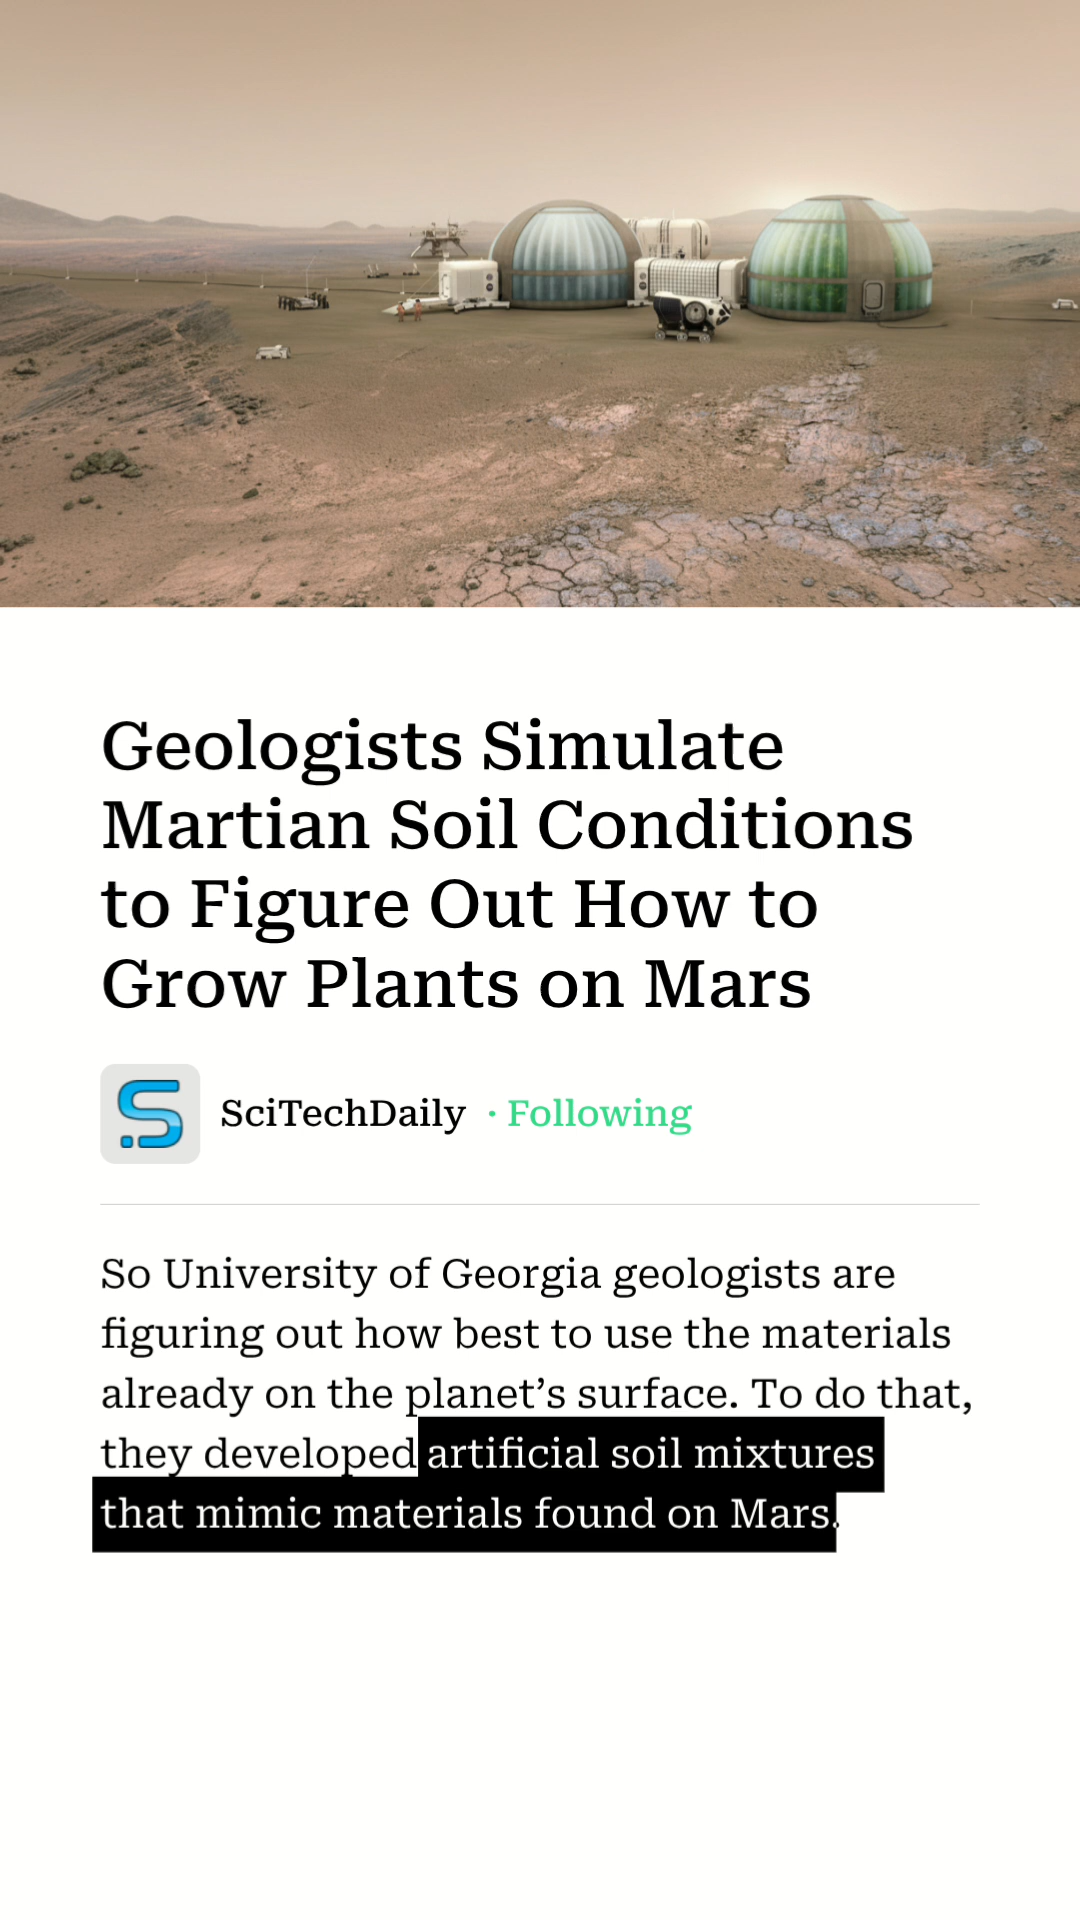 Geologists Simulate
Martian Soil Conditions
to Figure Out How to
Grow Plants on Mars
SciTechDaily · Following
So University of Georgia geologists are
figuring out how best to use the materials
already on the planet’s surface. To do that,
they developed artificial soil mixtures
that mimic materials found on Mars.